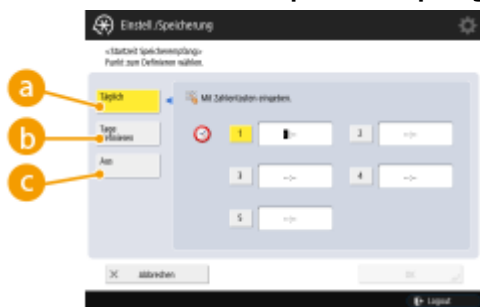 Einstell./Speicherung
<Startzeit Speicherempfang>
Punkt zum Definieren wählen.
a
Täglich
Mit Zahlentasten eingeben.
b
Tage
definieren
1
--:--
2
--:--
c
Aus
3
--:--
4
--:--
5
--:--
Abbrechen
OK
Logout